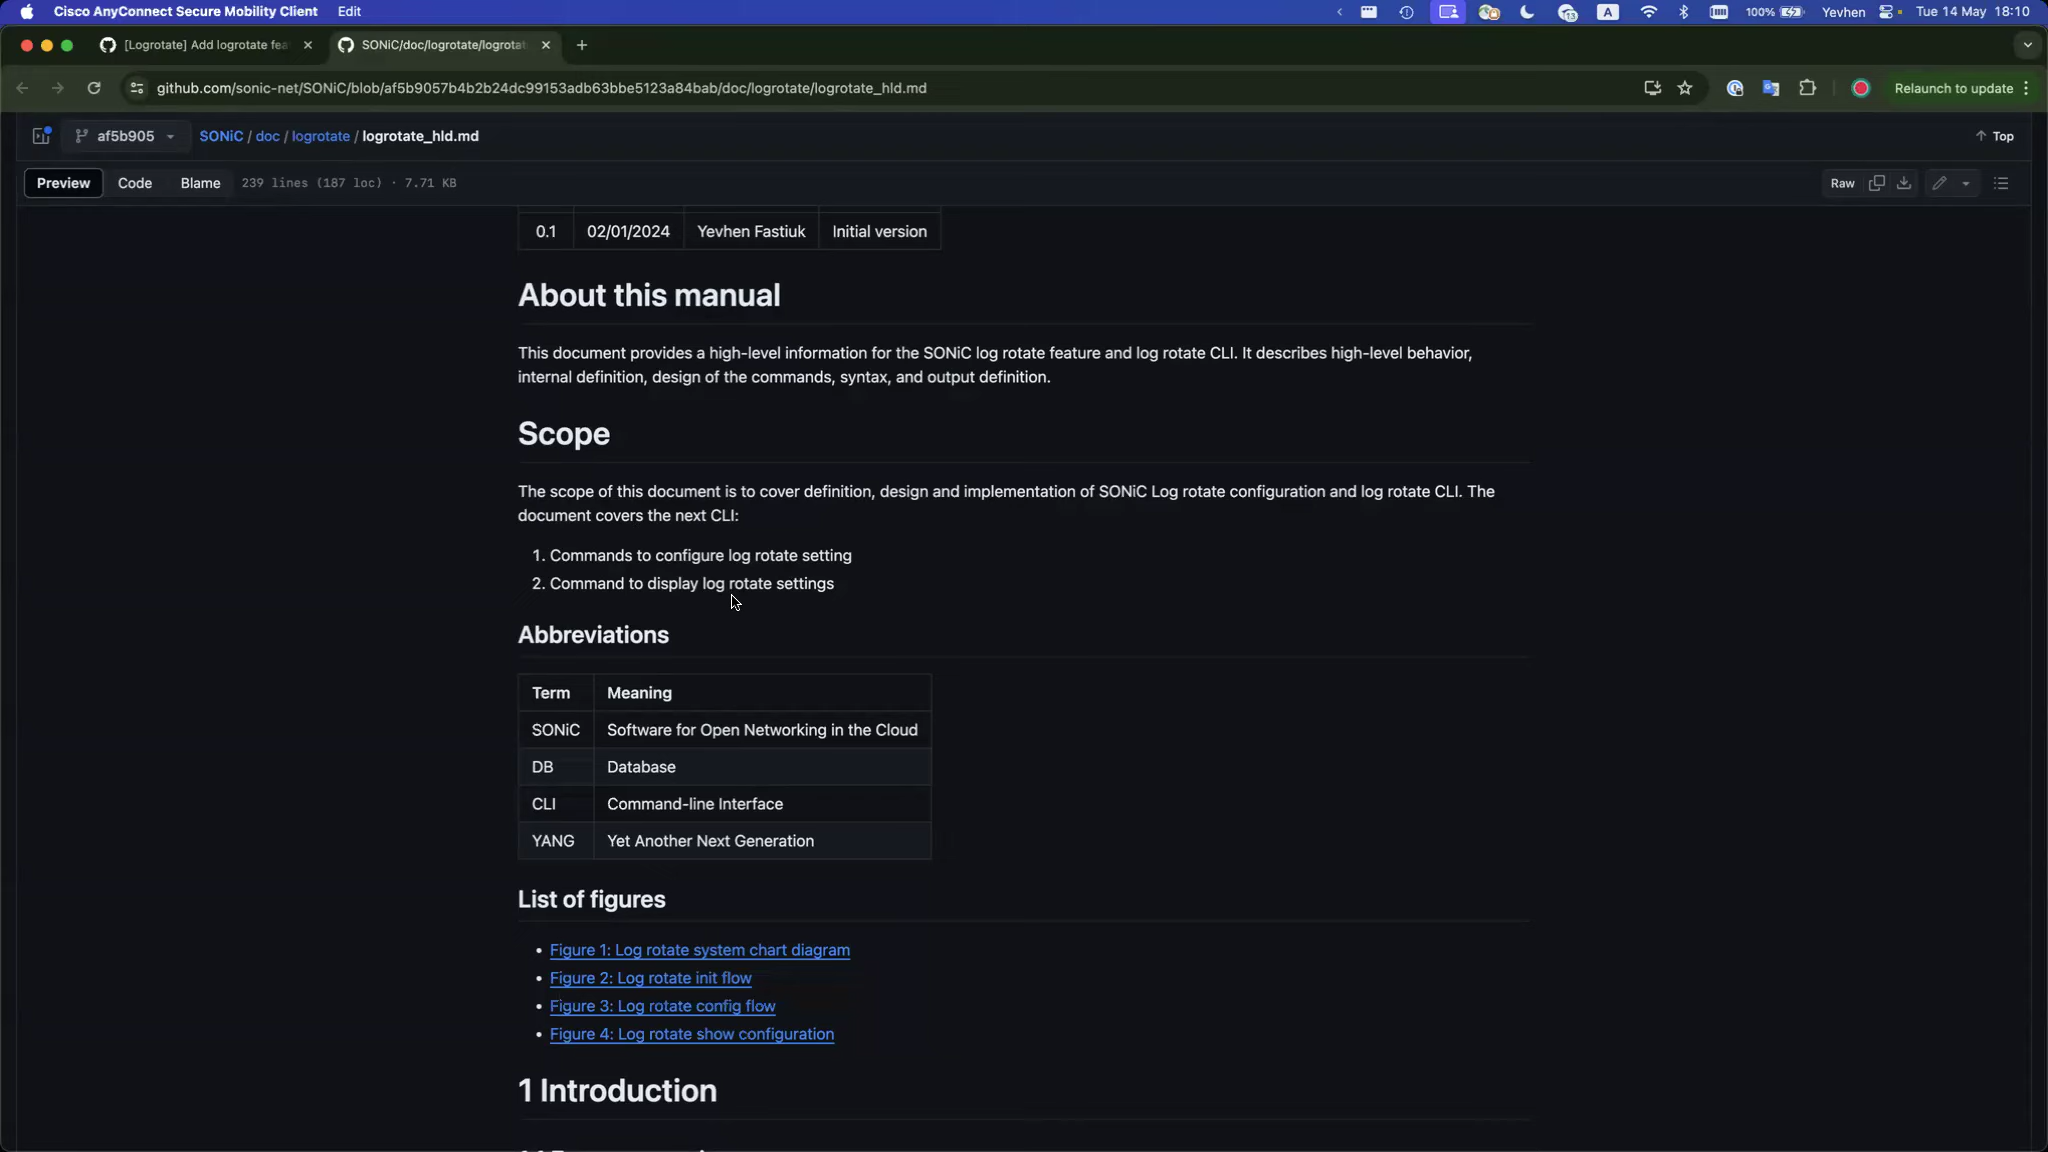 Cisco AnyConnect Secure Mobility Client Edit
13 A 100% Yevhen Tue 14 May 18:10
[Logrotate] Add logrotate fea
SONiC/doc/logrotate/logrotat
github.com/sonic-net/SONiC/blob/af5b9057b4b2b24dc99153adb63bbe5123a84bab/doc/logrotate/logrotate_hld.md
Relaunch to update
af5b905 SONiC / doc / logrotate / logrotate_hld.md
Top
Preview Code Blame 239 lines (187 loc) · 7.71 KB
Raw
0.1 02/01/2024 Yevhen Fastiuk Initial version
About this manual
This document provides a high-level information for the SONiC log rotate feature and log rotate CLI. It describes high-level behavior,
internal definition, design of the commands, syntax, and output definition.
Scope
The scope of this document is to cover definition, design and implementation of SONiC Log rotate configuration and log rotate CLI. The
document covers the next CLI:
1. Commands to configure log rotate setting
2. Command to display log rotate settings
Abbreviations
Term Meaning
SONiC Software for Open Networking in the Cloud
DB Database
CLI Command-line Interface
YANG Yet Another Next Generation
List of figures
• Figure 1: Log rotate system chart diagram
• Figure 2: Log rotate init flow
• Figure 3: Log rotate config flow
• Figure 4: Log rotate show configuration
1 Introduction